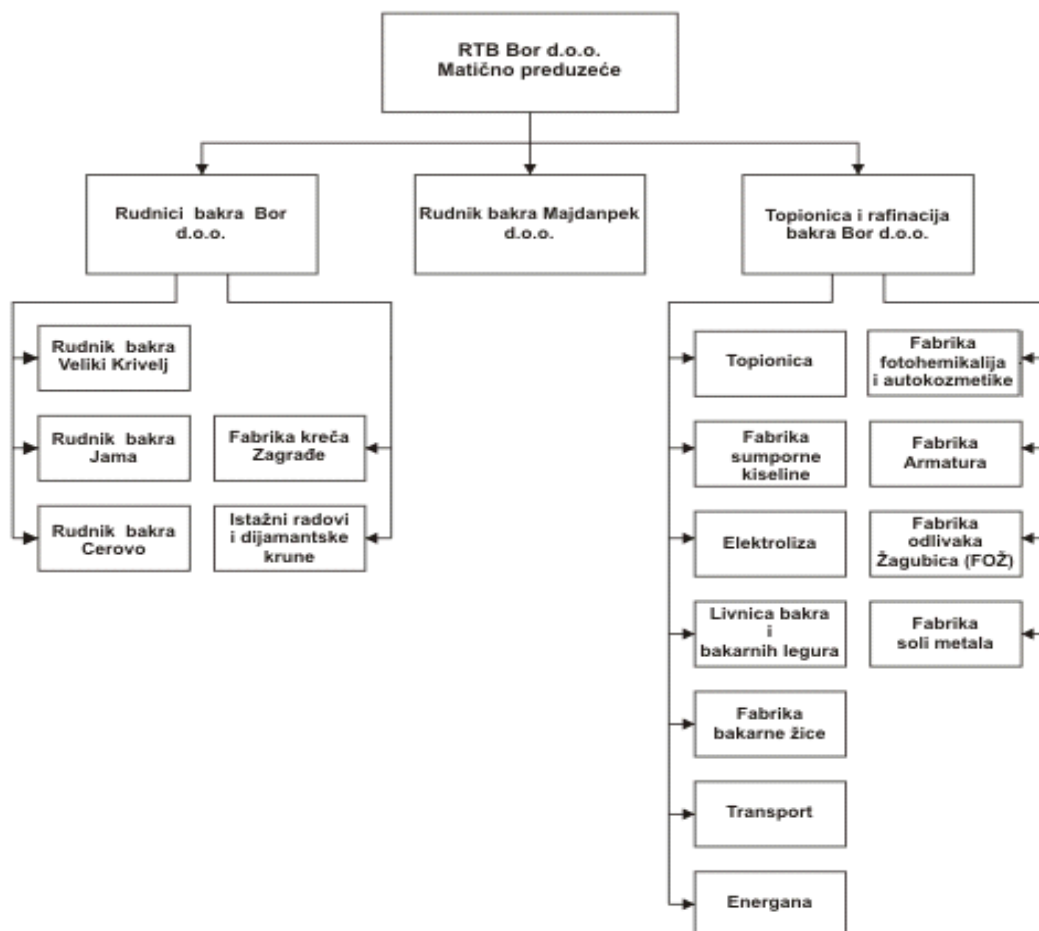 RTB Bor d.o.o.
Matično preduzeće
Rudnici bakra Bor
d.o.o.
Rudnik bakra Majdanpek
d.o.o.
Topionica i rafinacija
bakra Bor d.o.o.
Rudnik bakra
Veliki Krivelj
Rudnik bakra
Jama
Rudnik bakra
Cerovo
Fabrika kreča
Zagrađe
Istažni radovi
i dijamantske
krune
Topionica
Fabrika
sumporne
kiseline
Elektroliza
Livnica bakra
i
bakarnih legura
Fabrika
bakarne žice
Transport
Energana
Fabrika
fotohemikalija
i autokozmetike
Fabrika
Armatura
Fabrika
odlivaka
Žagubica (FOŽ)
Fabrika
soli metala